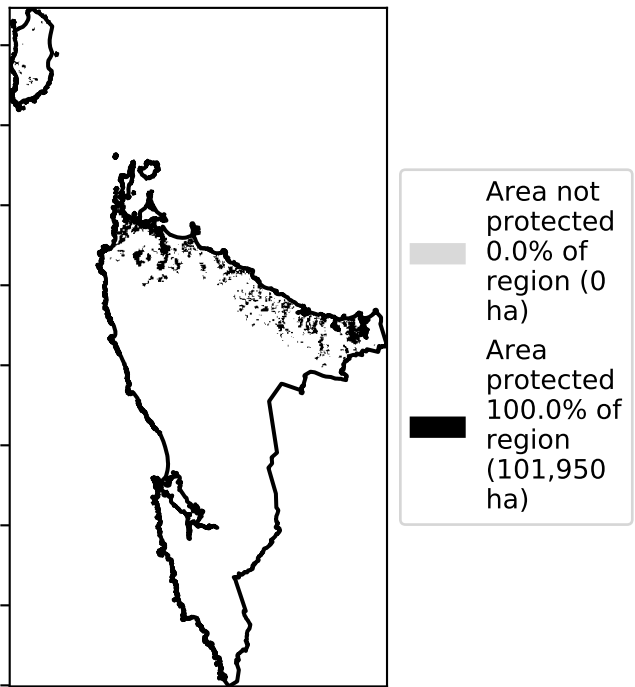 Area not
protected
0.0% of
region (0
ha)
Area
protected
100.0% of
region
(101,950
ha)